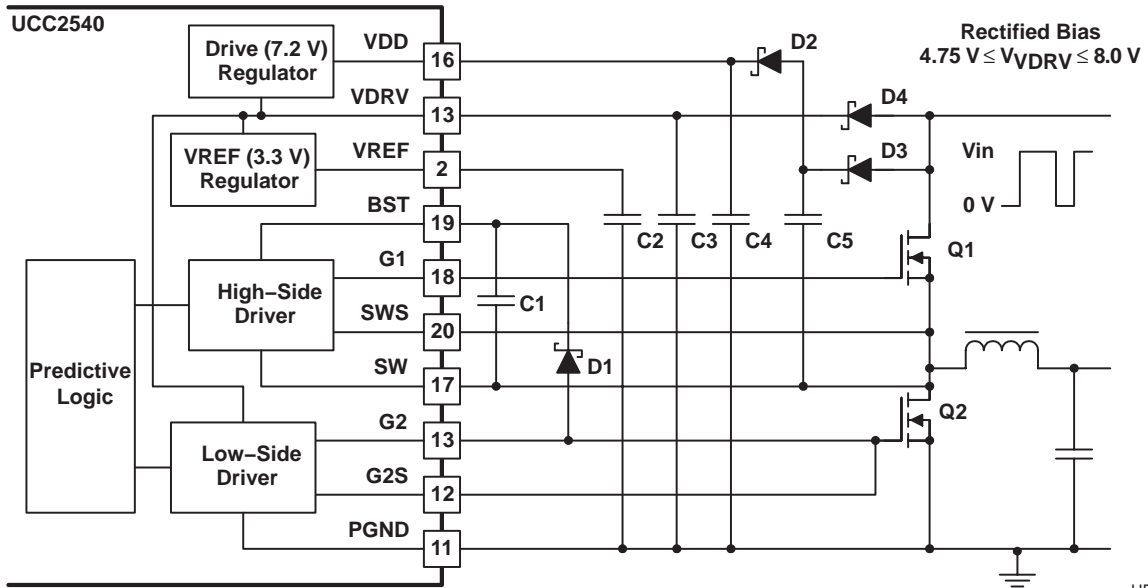 UCC2540
Drive (7.2 V)
Regulator
VDD
16
D2
Rectified Bias
4.75 V ≤ VVDRV ≤ 8.0 V
VDRV
13
D4
VREF (3.3 V)
Regulator
VREF
2
D3
Vin
0 V
BST
19
C2
C3
C4
C5
Q1
G1
18
High−Side
Driver
C1
SWS
20
Predictive
Logic
SW
17
D1
G2
13
Q2
Low−Side
Driver
G2S
12
PGND
11